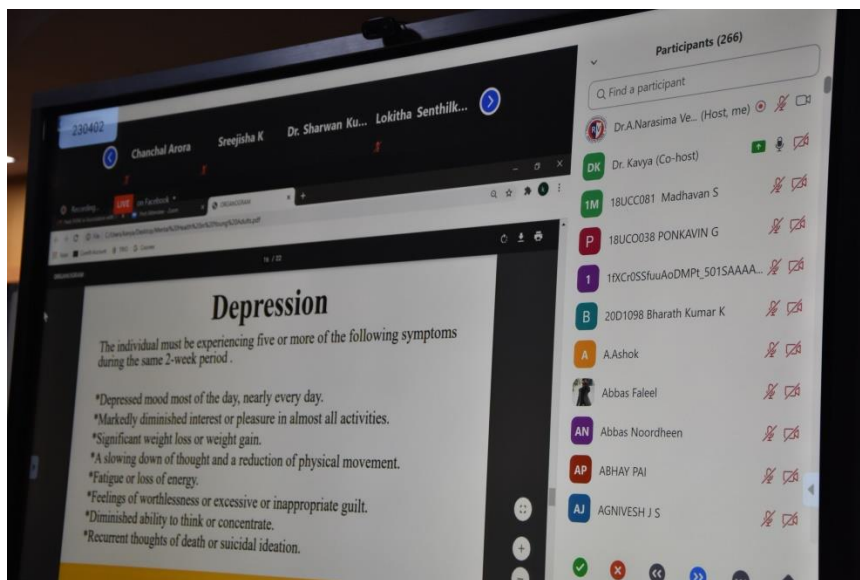 230402
Chanchal Arora
Sreejisha K
Dr. Sharwan Ku...
Lokitha Senthilk...
Recording...
LIVE
on Facebook
ORGANOGRAM
16 / 22
ORGANOGRAM
Depression
The individual must be experiencing five or more of the following symptoms
during the same 2-week period .
*Depressed mood most of the day, nearly every day.
*Markedly diminished interest or pleasure in almost all activities.
*Significant weight loss or weight gain.
*A slowing down of thought and a reduction of physical movement.
*Fatigue or loss of energy.
*Feelings of worthlessness or excessive or inappropriate guilt.
*Diminished ability to think or concentrate.
*Recurrent thoughts of death or suicidal ideation.
Participants (266)
Find a participant
Dr.A.Narasima Ve... (Host, me)
DK Dr. Kavya (Co-host)
1M 18UCC081 Madhavan S
P 18UCO038 PONKAVIN G
1 1fXCr0SSfuuAoDMPt_501SAAAA...
B 20D1098 Bharath Kumar K
A A.Ashok
Abbas Faleel
AN Abbas Noordheen
AP ABHAY PAI
AJ AGNIVESH J S